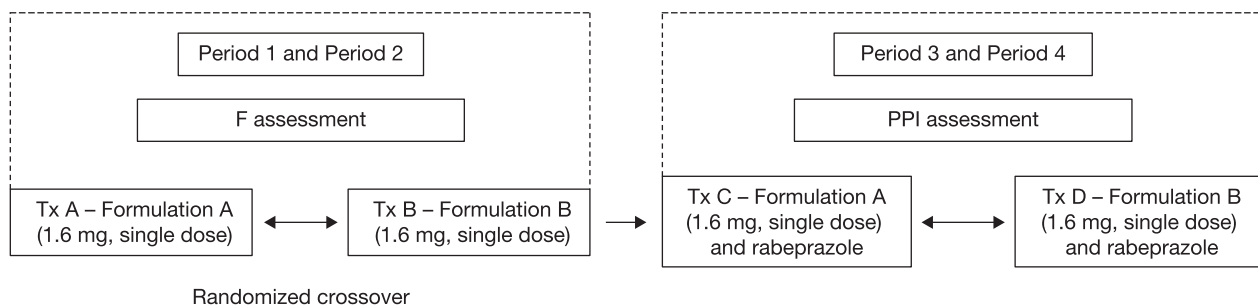 Period 1 and Period 2
F assessment
Tx A – Formulation A
(1.6 mg, single dose)
Tx B – Formulation B
(1.6 mg, single dose)
Randomized crossover
Period 3 and Period 4
PPI assessment
Tx C – Formulation A
(1.6 mg, single dose)
and rabeprazole
Tx D – Formulation B
(1.6 mg, single dose)
and rabeprazole